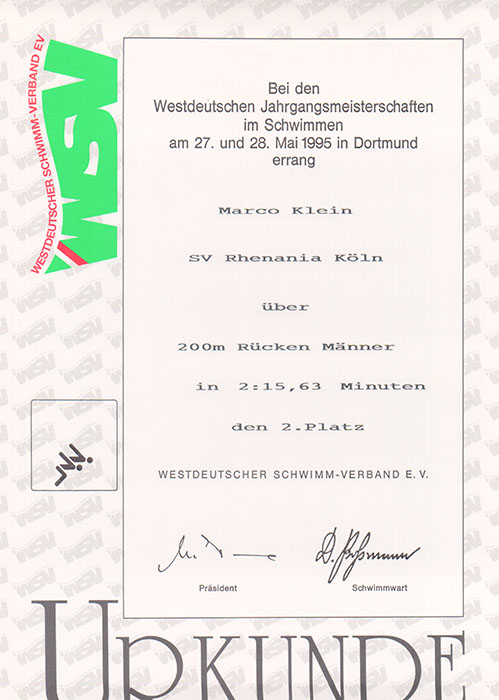 WESTDEUTSCHER SCHWIMM-VERBAND EV
WSV
Bei den
Westdeutschen Jahrgangsmeisterschaften
im Schwimmen
am 27. und 28. Mai 1995 in Dortmund
errang
Marco Klein
SV Rhenania Köln
über
200m Rücken Männer
in 2:15,63 Minuten
den 2.Platz
WESTDEUTSCHER SCHWIMM-VERBAND E.V.
Präsident
Schwimmwart
URKUNDE